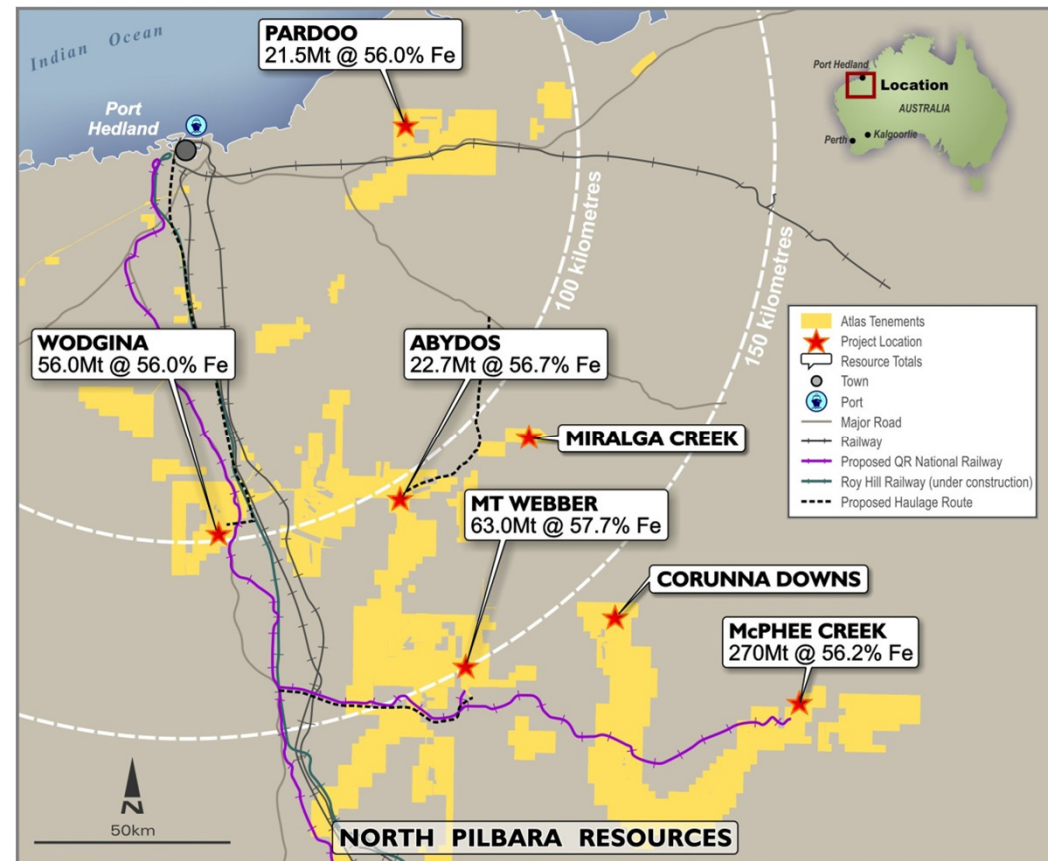 Indian Ocean
PARDOO
21.5Mt @ 56.0% Fe
Port Hedland
Location
AUSTRALIA
Perth
Kalgoorlie
Port
Hedland
100 kilometres
150 kilometres
WODGINA
56.0Mt @ 56.0% Fe
ABYDOS
22.7Mt @ 56.7% Fe
MIRALGA CREEK
MT WEBBER
63.0Mt @ 57.7% Fe
CORUNNA DOWNS
McPHEE CREEK
270Mt @ 56.2% Fe
Atlas Tenements
Project Location
Resource Totals
Town
Port
Major Road
Railway
Proposed QR National Railway
Roy Hill Railway (under construction)
Proposed Haulage Route
N
50km
NORTH PILBARA RESOURCES